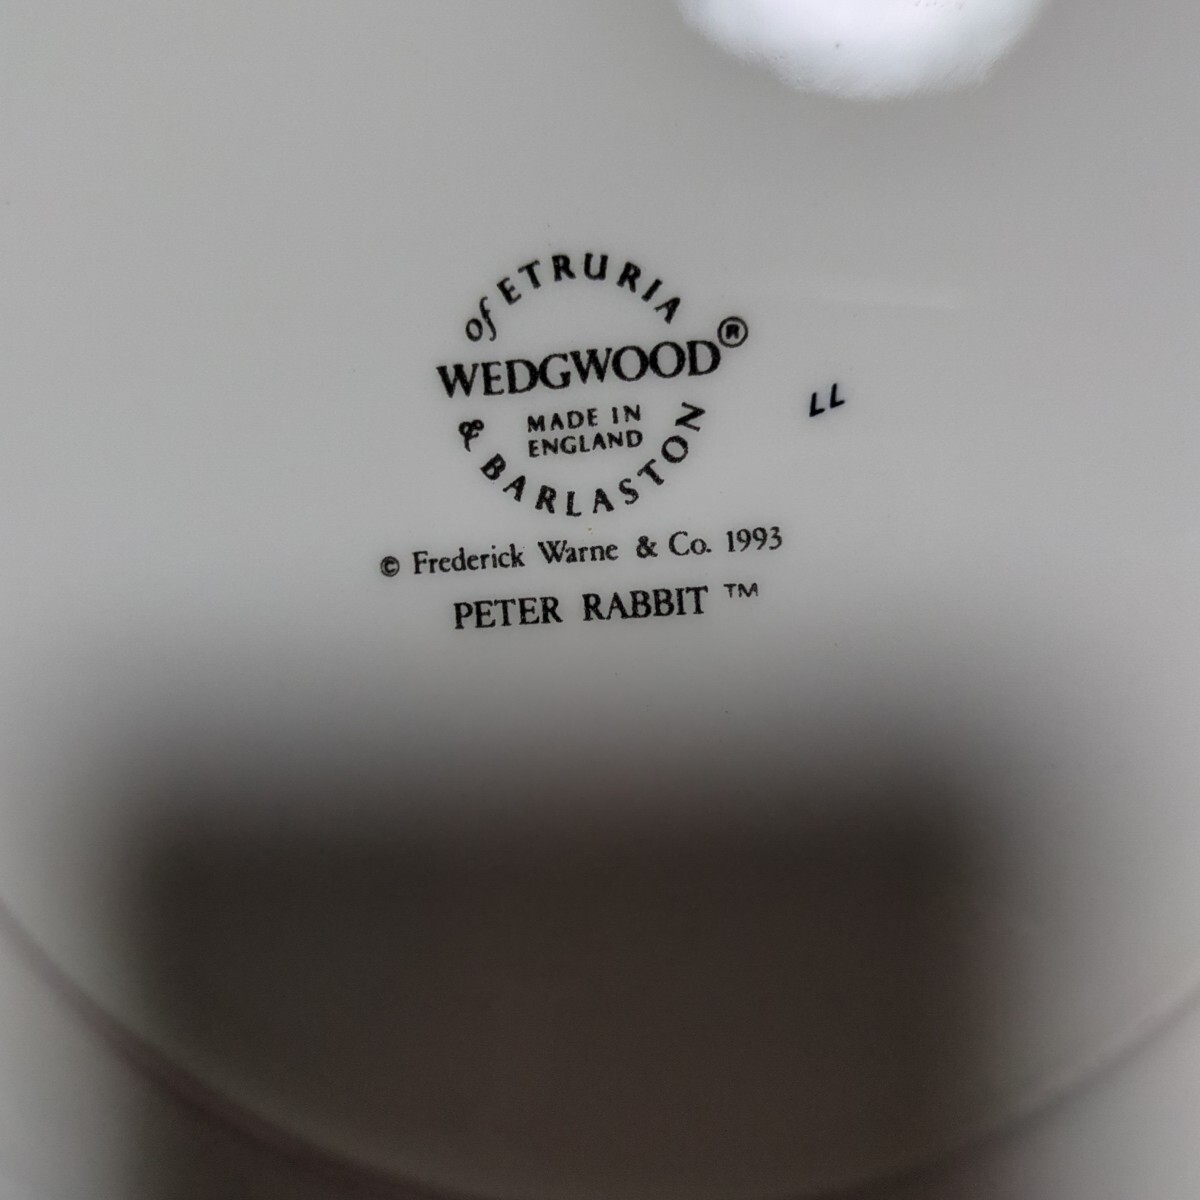 of ETRURIA
WEDGWOOD®
MADE IN
ENGLAND
& BARLASTON
LL
© Frederick Warne & Co. 1993
PETER RABBIT ™